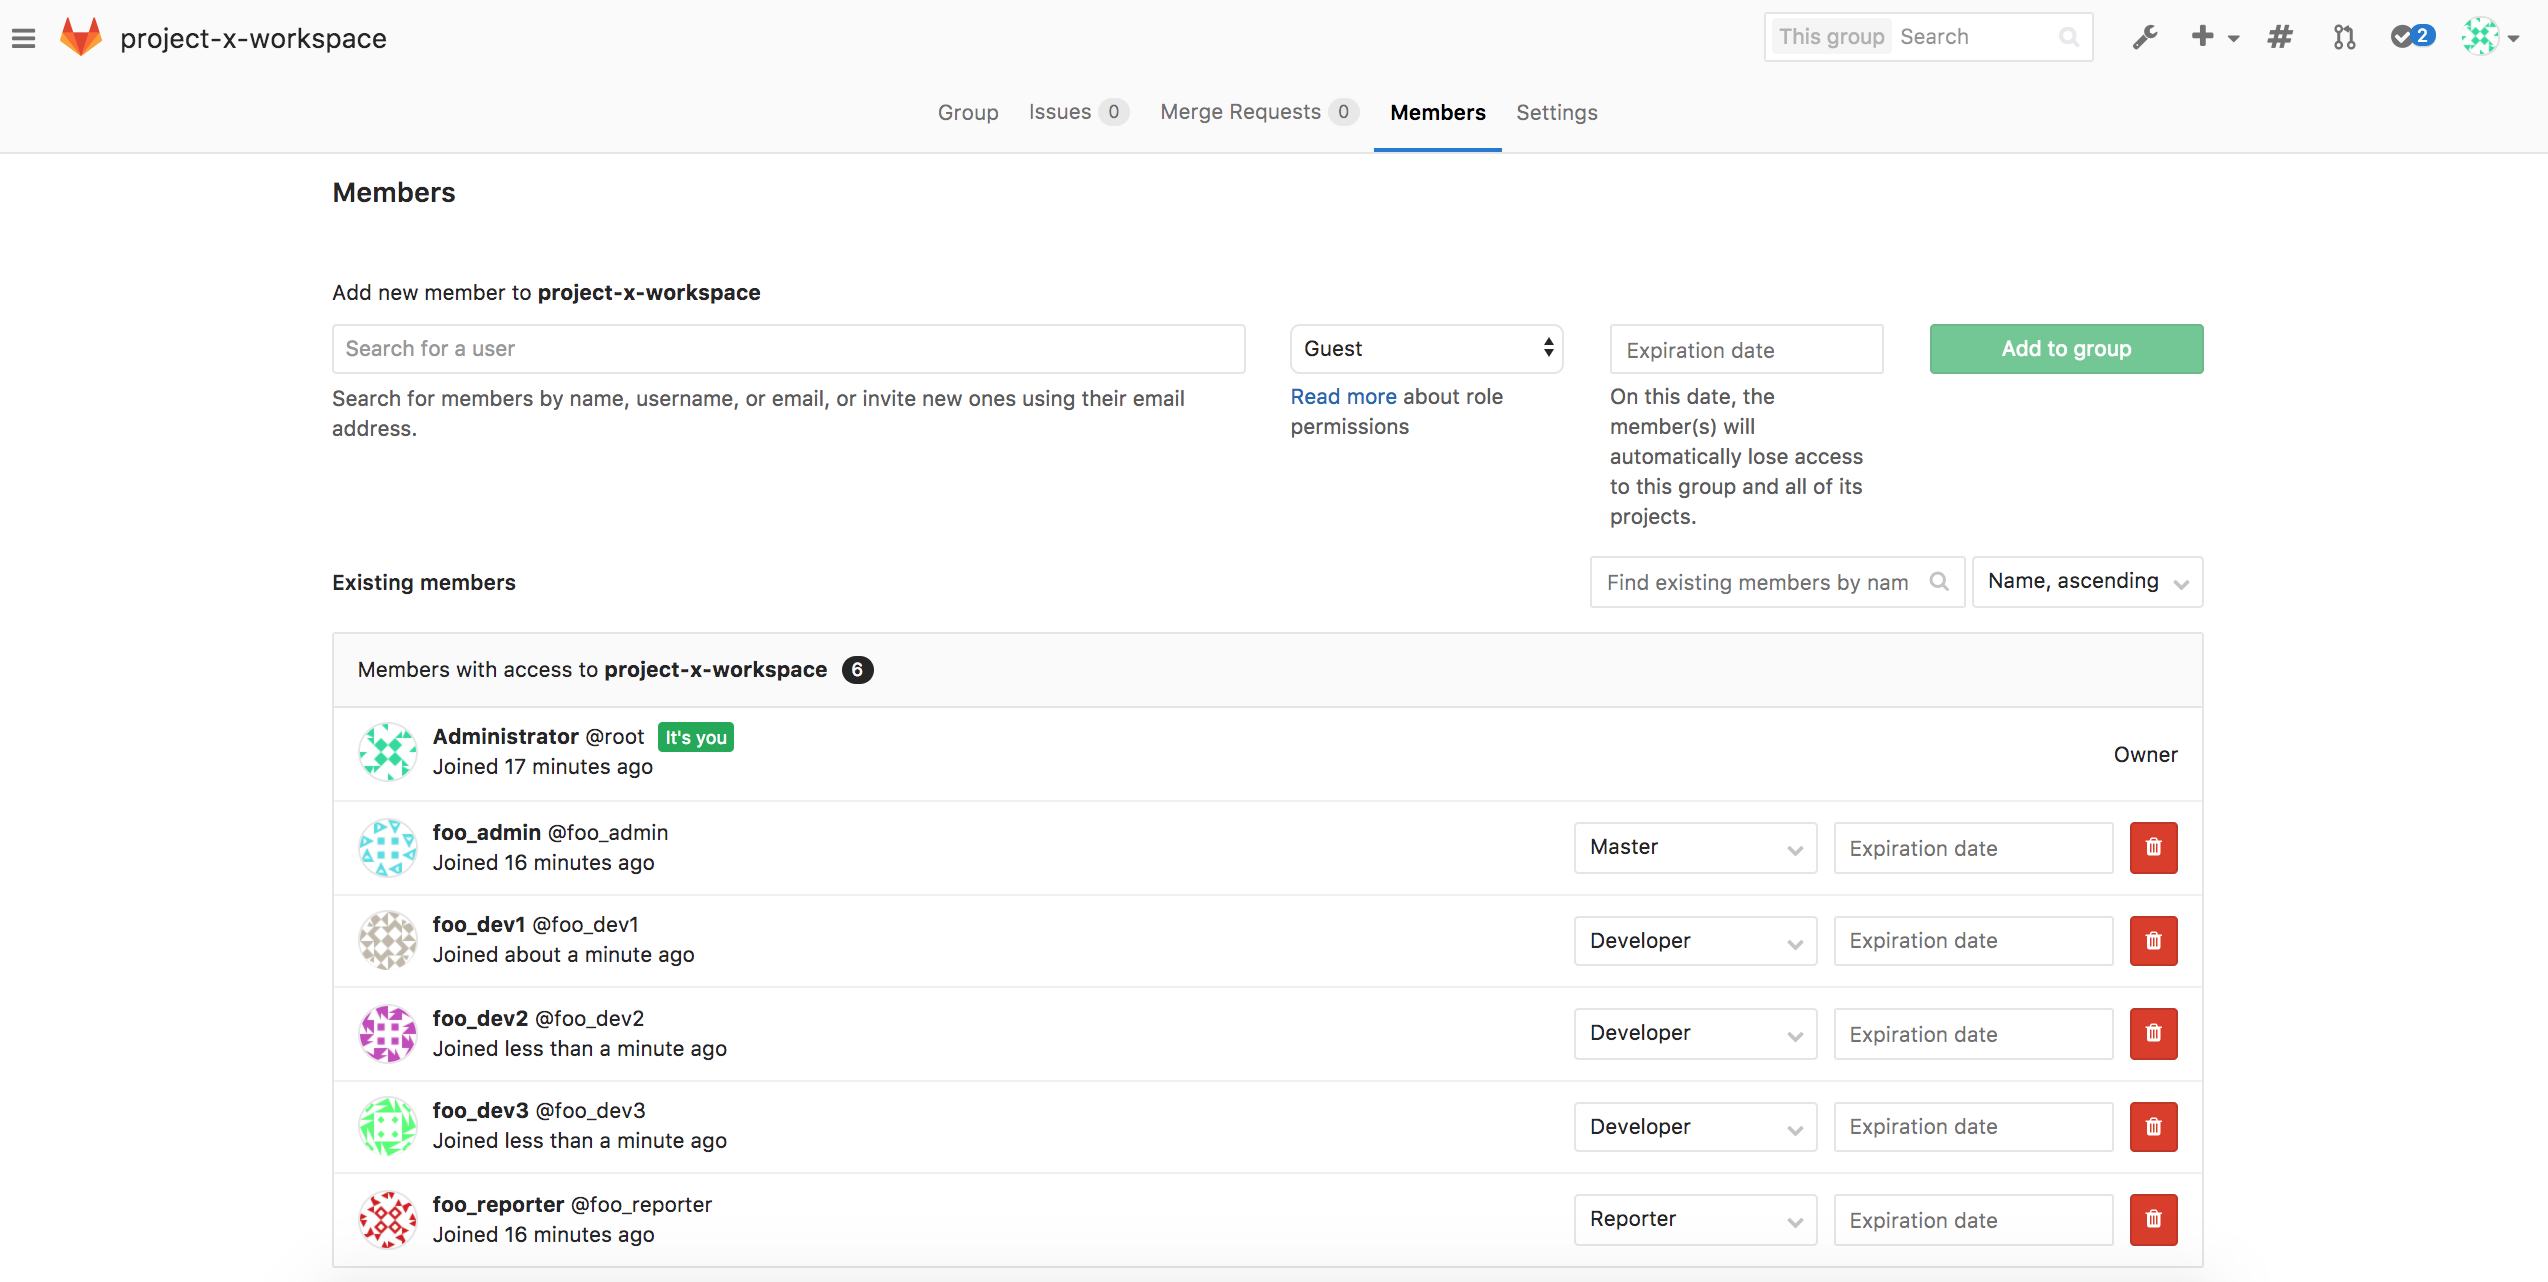 project-x-workspace
This group Search
2
Group Issues 0 Merge Requests 0 Members Settings
Members
Add new member to project-x-workspace
Search for a user
Guest
Expiration date
Add to group
Search for members by name, username, or email, or invite new ones using their email
address.
Read more about role
permissions
On this date, the
member(s) will
automatically lose access
to this group and all of its
projects.
Existing members
Find existing members by nam
Name, ascending
Members with access to project-x-workspace 6
Administrator @root It's you
Joined 17 minutes ago
Owner
foo_admin @foo_admin
Joined 16 minutes ago
Master
Expiration date
foo_dev1 @foo_dev1
Joined about a minute ago
Developer
Expiration date
foo_dev2 @foo_dev2
Joined less than a minute ago
Developer
Expiration date
foo_dev3 @foo_dev3
Joined less than a minute ago
Developer
Expiration date
foo_reporter @foo_reporter
Joined 16 minutes ago
Reporter
Expiration date